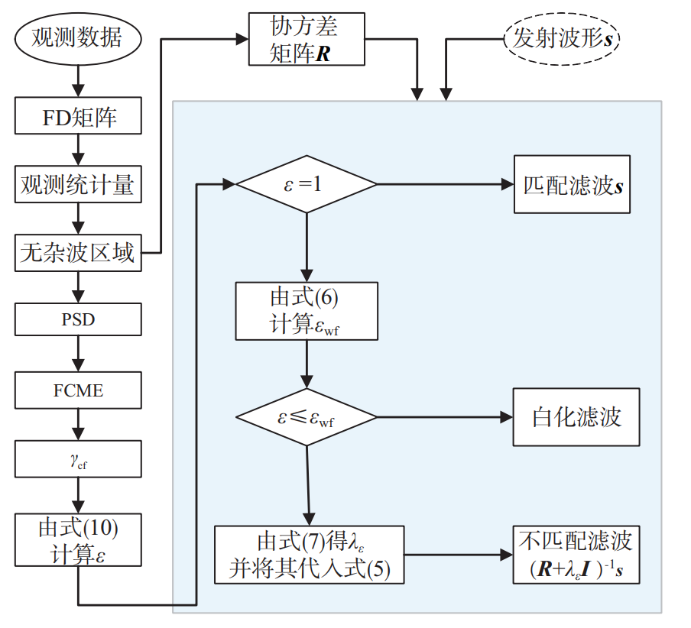 观测数据
FD矩阵
观测统计量
无杂波区域
PSD
FCME
γcf
由式(10)
计算ε
协方差
矩阵R
发射波形s
ε =1
匹配滤波s
由式(6)
计算εwf
ε⩽εwf
白化滤波
由式(7)得λε
并将其代入式(5)
不匹配滤波
(R+λεI )-1s